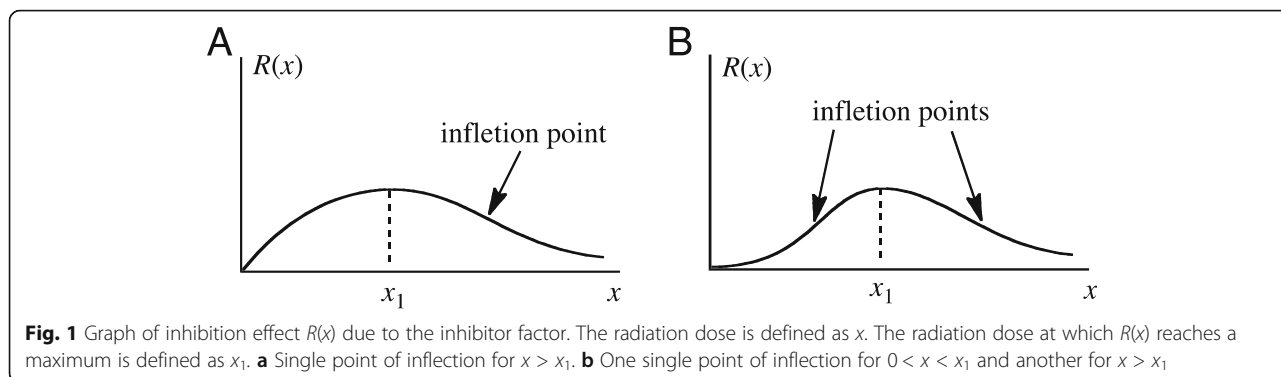 A
R(x)
infletion point
x₁
x
B
R(x)
infletion points
x₁
x
Fig. 1 Graph of inhibition effect R(x) due to the inhibitor factor. The radiation dose is defined as x. The radiation dose at which R(x) reaches a
maximum is defined as x₁. a Single point of inflection for x > x₁. b One single point of inflection for 0 < x < x₁ and another for x > x₁